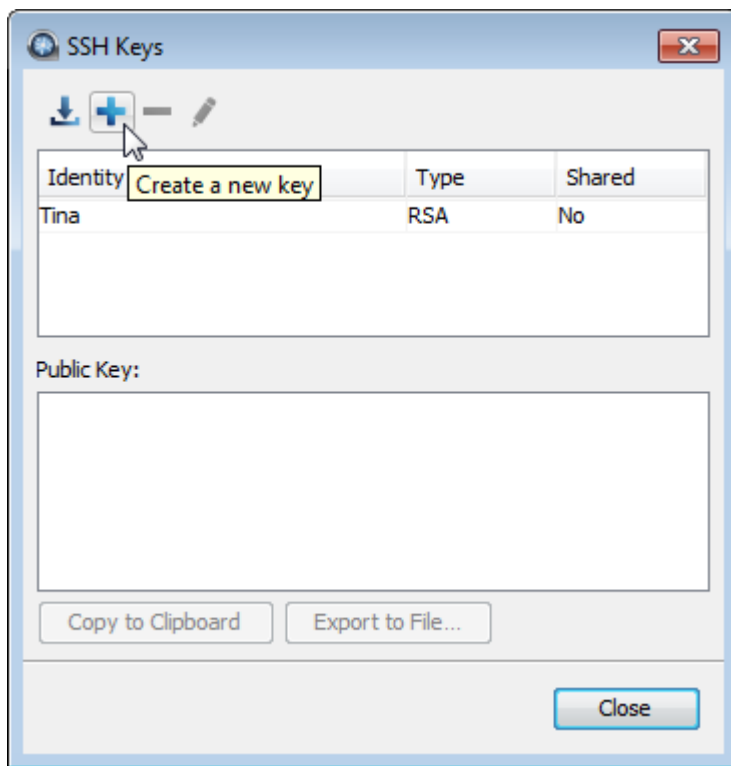 SSH Keys
Identity Type Shared
Create a new key
Tina RSA No
Public Key:
Copy to Clipboard Export to File...
Close